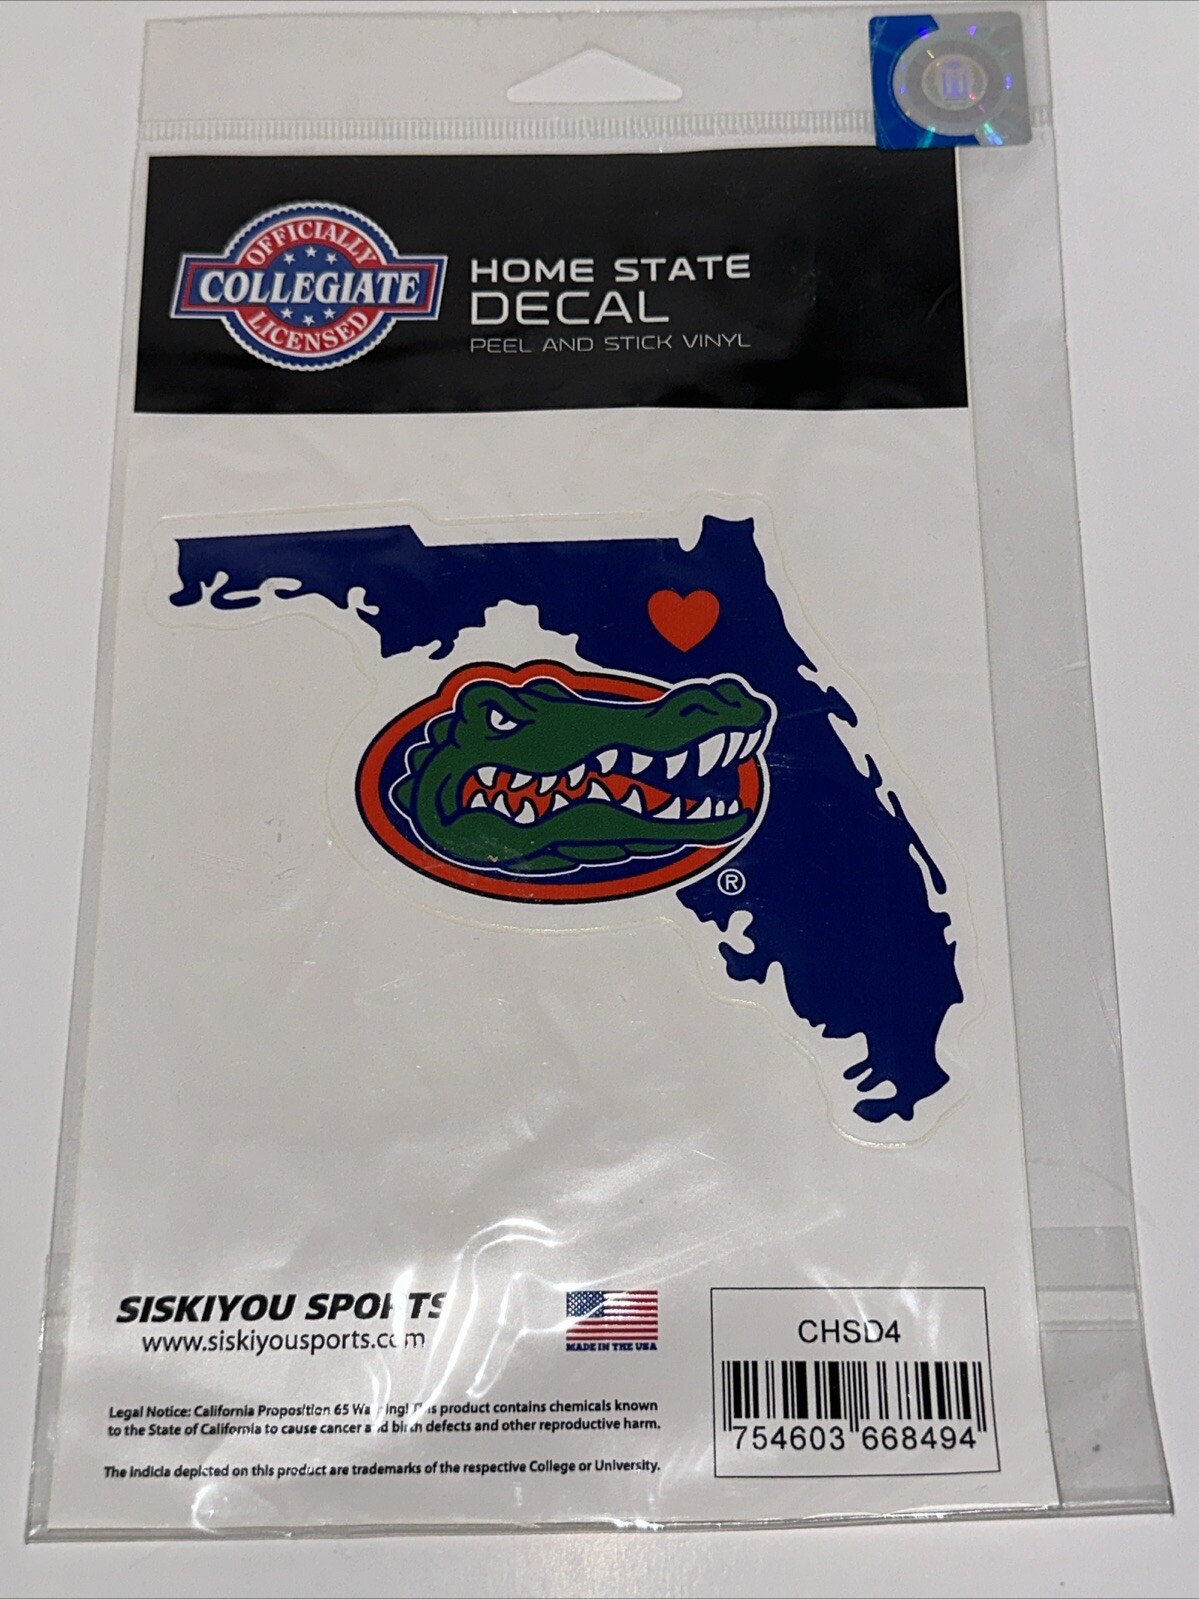 OFFICIALLY
COLLEGIATE
LICENSED
HOME STATE
DECAL
PEEL AND STICK VINYL
®
SISKIYOU SPORTS
www.siskiyousports.com
MADE IN THE USA
CHSD4
754603 668494
Legal Notice: California Proposition 65 Warning! This product contains chemicals known
to the State of California to cause cancer and birth defects and other reproductive harm.
The indicia depicted on this product are trademarks of the respective College or University.